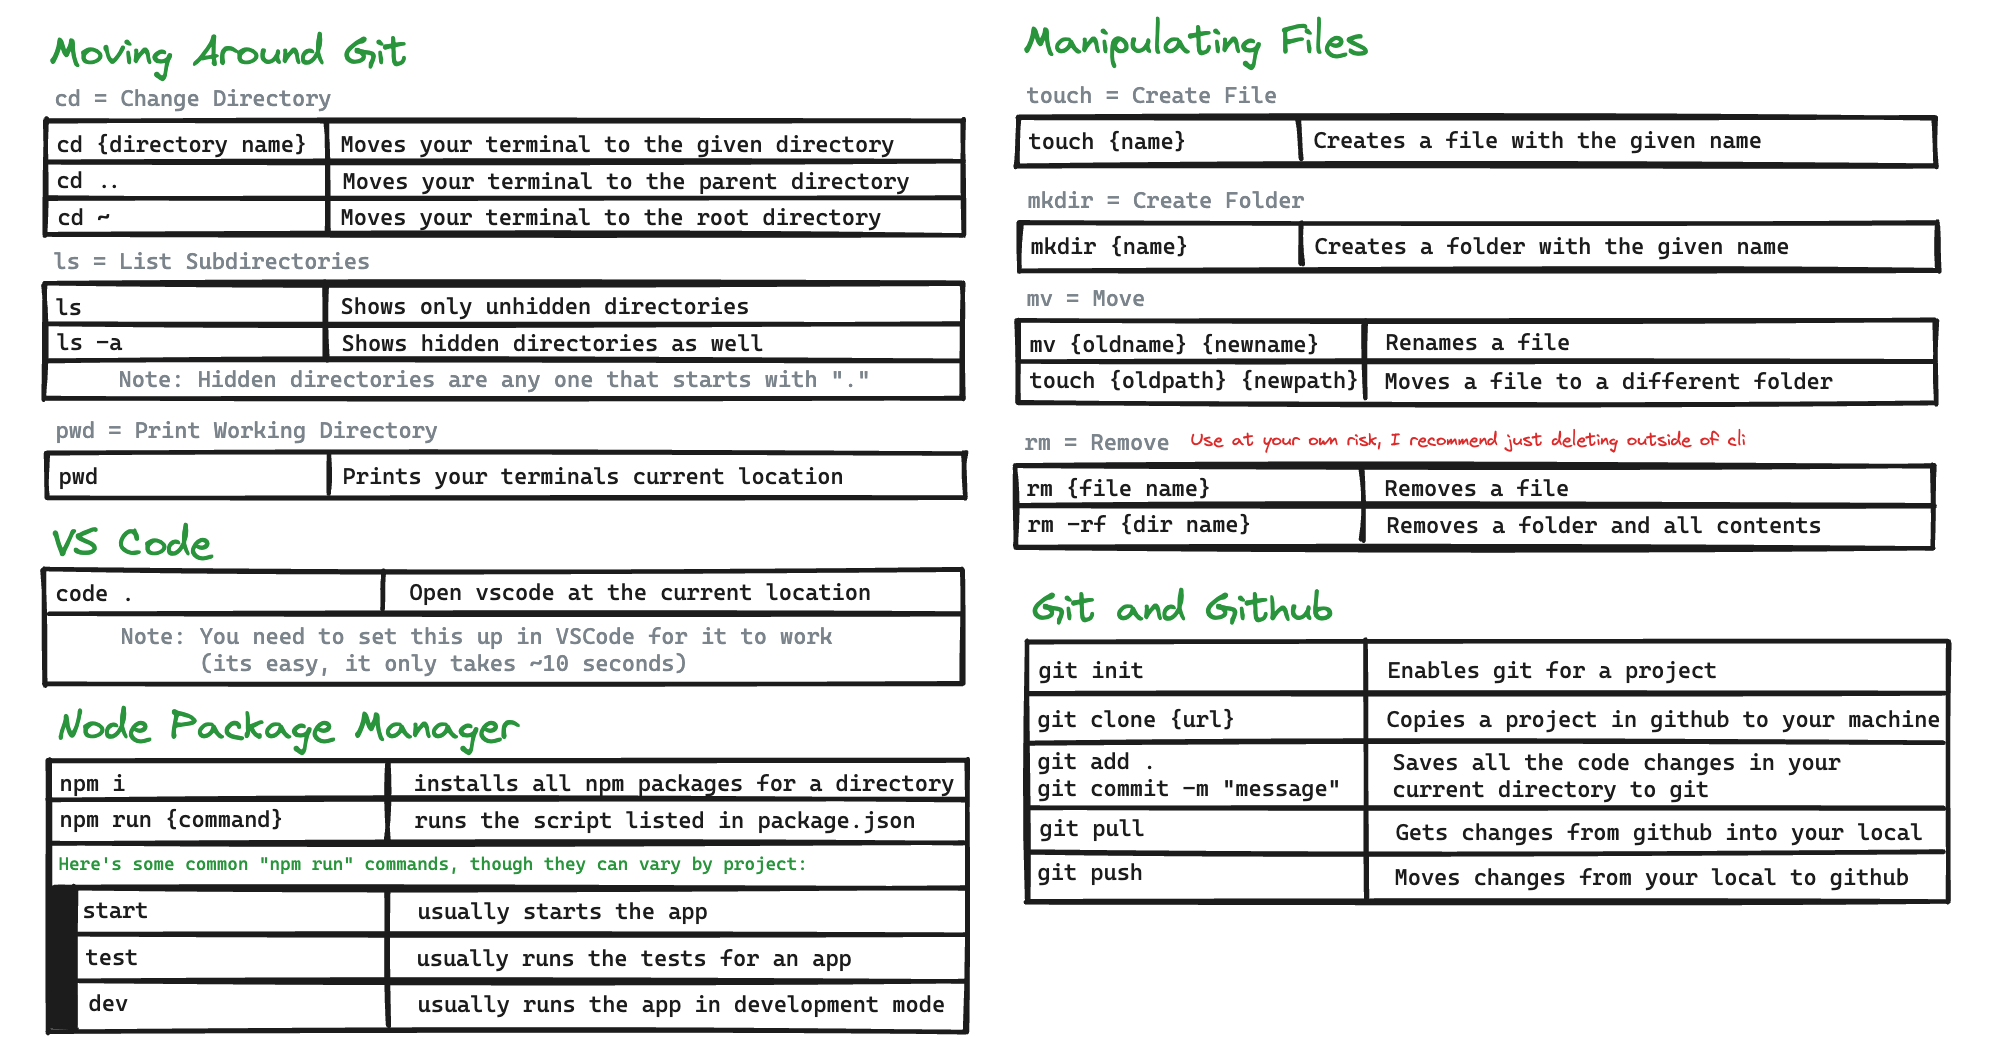 Moving Around Git
cd = Change Directory
cd {directory name} Moves your terminal to the given directory
cd .. Moves your terminal to the parent directory
cd ~ Moves your terminal to the root directory
ls = List Subdirectories
ls Shows only unhidden directories
ls -a Shows hidden directories as well
Note: Hidden directories are any one that starts with "."
pwd = Print Working Directory
pwd Prints your terminals current location
VS Code
code . Open vscode at the current location
Note: You need to set this up in VSCode for it to work
(its easy, it only takes ~10 seconds)
Node Package Manager
npm i installs all npm packages for a directory
npm run {command} runs the script listed in package.json
Here's some common "npm run" commands, though they can vary by project:
start usually starts the app
test usually runs the tests for an app
dev usually runs the app in development mode
Manipulating Files
touch = Create File
touch {name} Creates a file with the given name
mkdir = Create Folder
mkdir {name} Creates a folder with the given name
mv = Move
mv {oldname} {newname} Renames a file
touch {oldpath} {newpath} Moves a file to a different folder
rm = Remove Use at your own risk, I recommend just deleting outside of cli
rm {file name} Removes a file
rm -rf {dir name} Removes a folder and all contents
Git and Github
git init Enables git for a project
git clone {url} Copies a project in github to your machine
git add . Saves all the code changes in your
git commit -m "message" current directory to git
git pull Gets changes from github into your local
git push Moves changes from your local to github